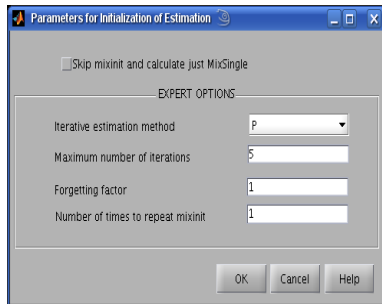 Parameters for Initialization of Estimation
Skip mixinit and calculate just MixSingle
EXPERT OPTIONS
Iterative estimation method P
Maximum number of iterations 5
Forgetting factor 1
Number of times to repeat mixinit 1
OK Cancel Help